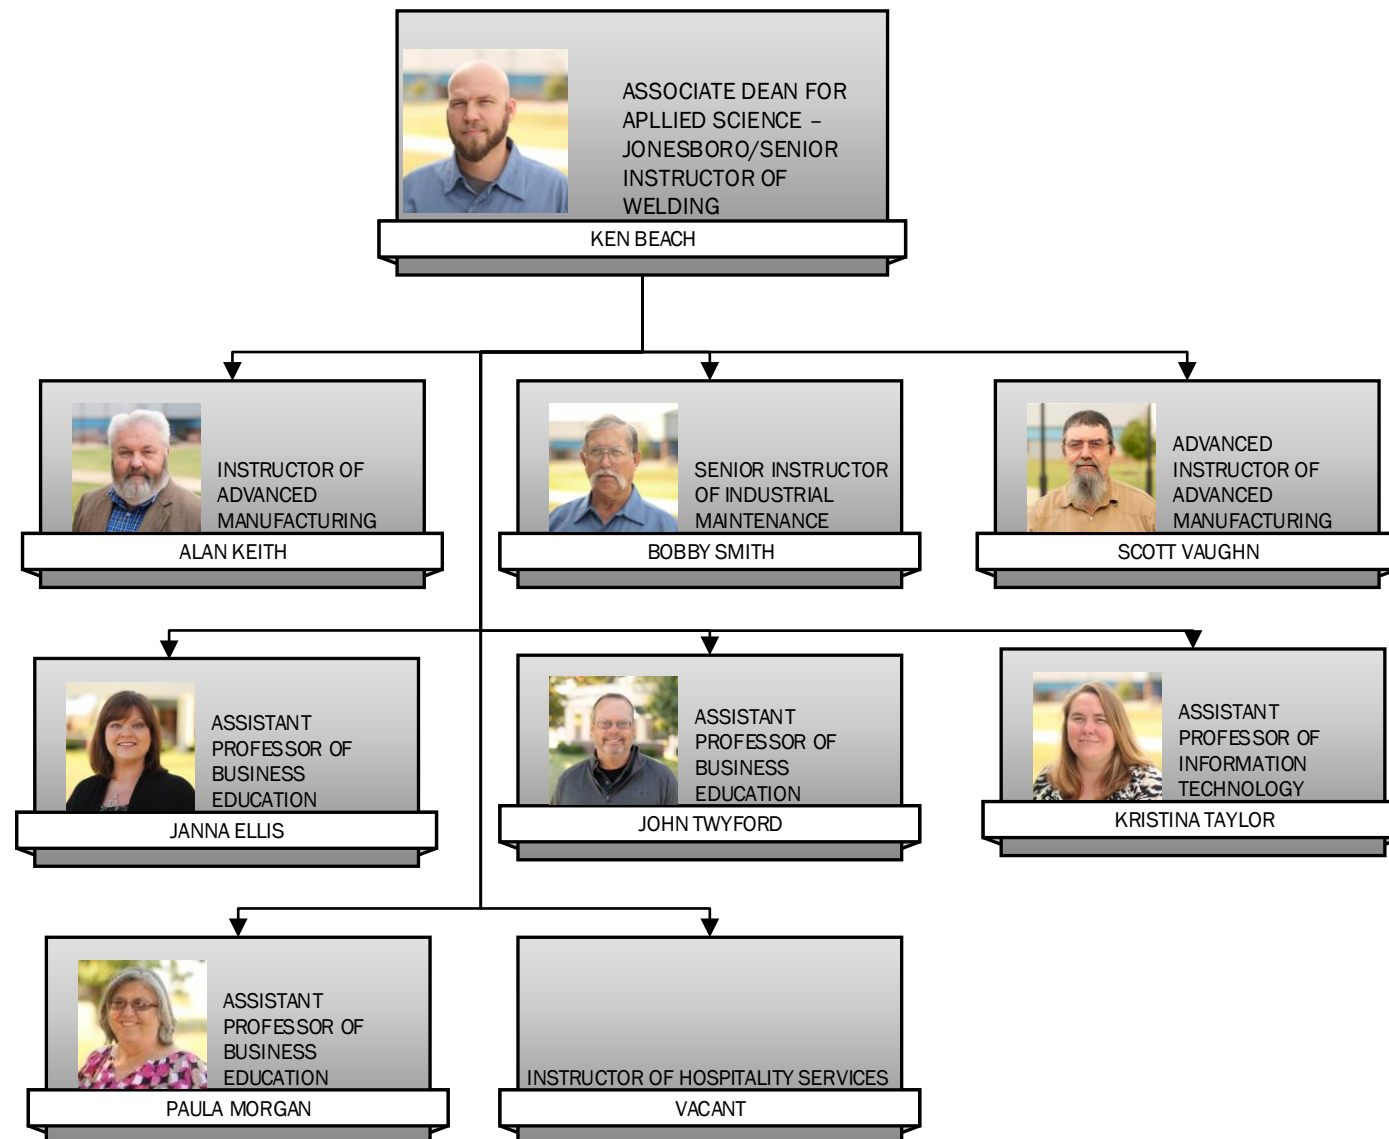 ASSOCIATE DEAN FOR
APLLIED SCIENCE –
JONESBORO/SENIOR
INSTRUCTOR OF
WELDING
KEN BEACH
INSTRUCTOR OF
ADVANCED
MANUFACTURING
ALAN KEITH
SENIOR INSTRUCTOR
OF INDUSTRIAL
MAINTENANCE
BOBBY SMITH
ADVANCED
INSTRUCTOR OF
ADVANCED
MANUFACTURING
SCOTT VAUGHN
ASSISTANT
PROFESSOR OF
BUSINESS
EDUCATION
JANNA ELLIS
ASSISTANT
PROFESSOR OF
BUSINESS
EDUCATION
JOHN TWYFORD
ASSISTANT
PROFESSOR OF
INFORMATION
TECHNOLOGY
KRISTINA TAYLOR
ASSISTANT
PROFESSOR OF
BUSINESS
EDUCATION
PAULA MORGAN
INSTRUCTOR OF HOSPITALITY SERVICES
VACANT